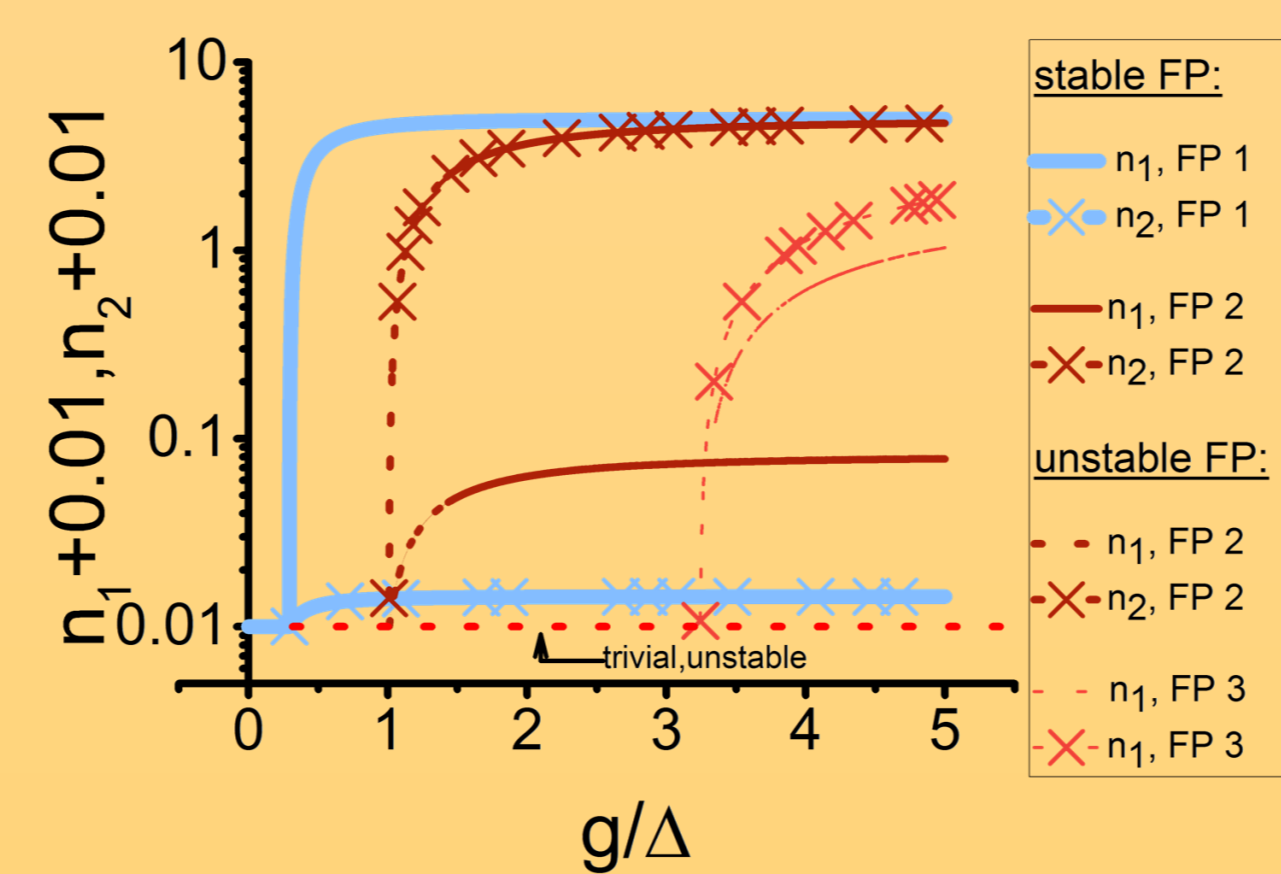 10
1
0.1
0.01
n1+0.01,n2+0.01
0 1 2 3 4 5
g/Δ
trivial,unstable
stable FP:
n1, FP 1
n2, FP 1
n1, FP 2
n2, FP 2
unstable FP:
n1, FP 2
n2, FP 2
n1, FP 3
n1, FP 3